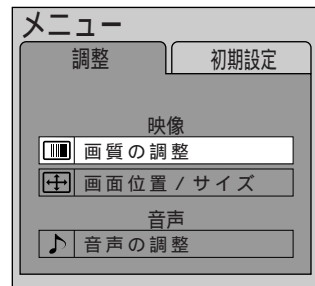 メニュー
調整 初期設定
映像
画質の調整
画面位置/サイズ
音声
音声の調整